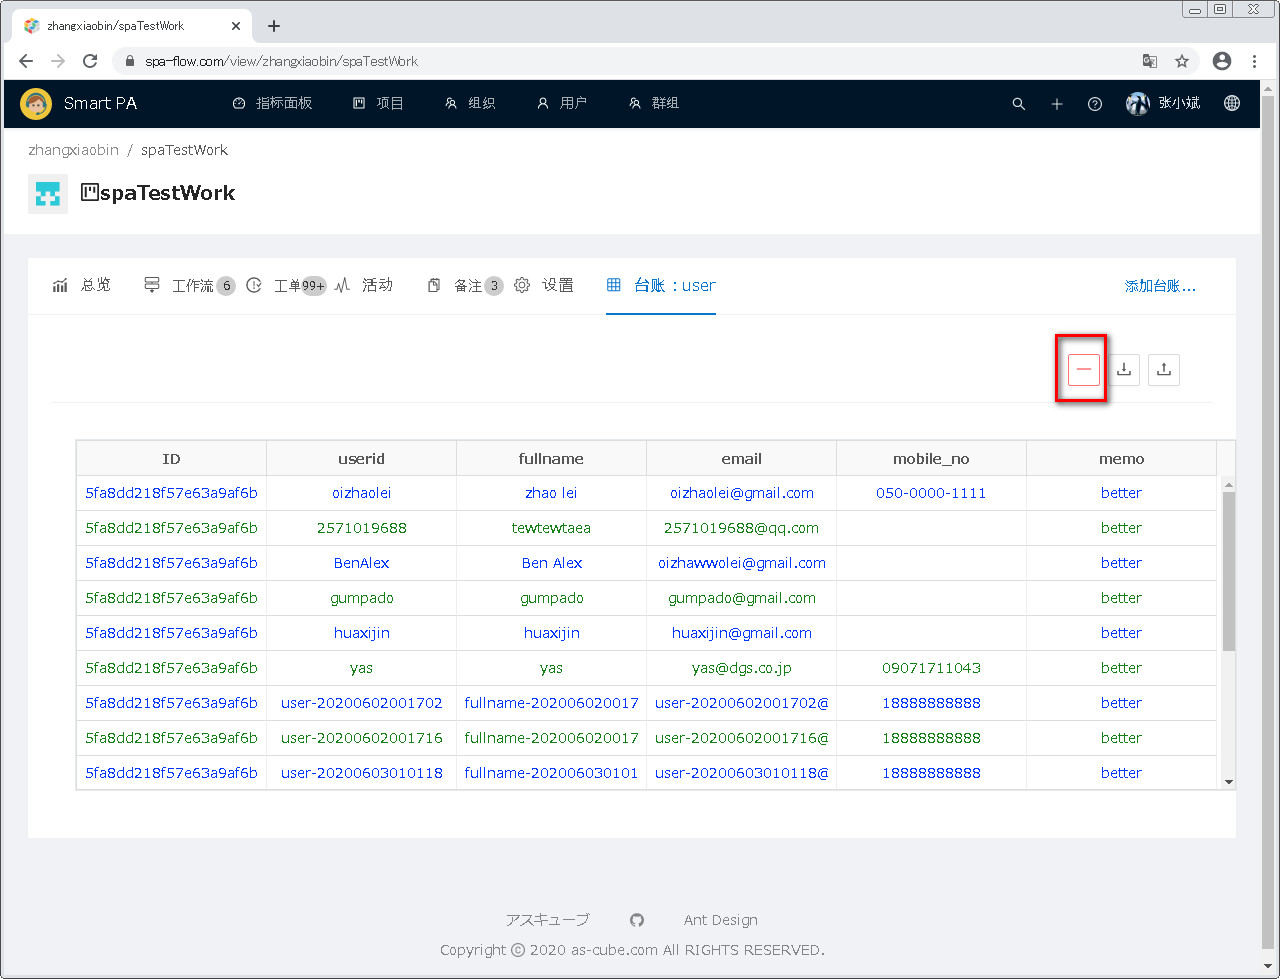 zhangxiaobin/spaTestWork
spa-flow.com/view/zhangxiaobin/spaTestWork
Smart PA 指标面板 项目 组织 用户 群组 张小斌
zhangxiaobin / spaTestWork
spaTestWork
总览 工作流 6 工单 99+ 活动 备注 3 设置 台账：user 添加台账...
ID userid fullname email mobile_no memo
5fa8dd218f57e63a9af6b oizhaolei zhao lei oizhaolei@gmail.com 050-0000-1111 better
5fa8dd218f57e63a9af6b 2571019688 tewtewtaea 2571019688@qq.com better
5fa8dd218f57e63a9af6b BenAlex Ben Alex oizhawwolei@gmail.com better
5fa8dd218f57e63a9af6b gumpado gumpado gumpado@gmail.com better
5fa8dd218f57e63a9af6b huaxijin huaxijin huaxijin@gmail.com better
5fa8dd218f57e63a9af6b yas yas yas@dgs.co.jp 09071711043 better
5fa8dd218f57e63a9af6b user-20200602001702 fullname-202006020017 user-20200602001702@ 18888888888 better
5fa8dd218f57e63a9af6b user-20200602001716 fullname-202006020017 user-20200602001716@ 18888888888 better
5fa8dd218f57e63a9af6b user-20200603010118 fullname-202006030101 user-20200603010118@ 18888888888 better
アスキューブ Ant Design
Copyright © 2020 as-cube.com All RIGHTS RESERVED.